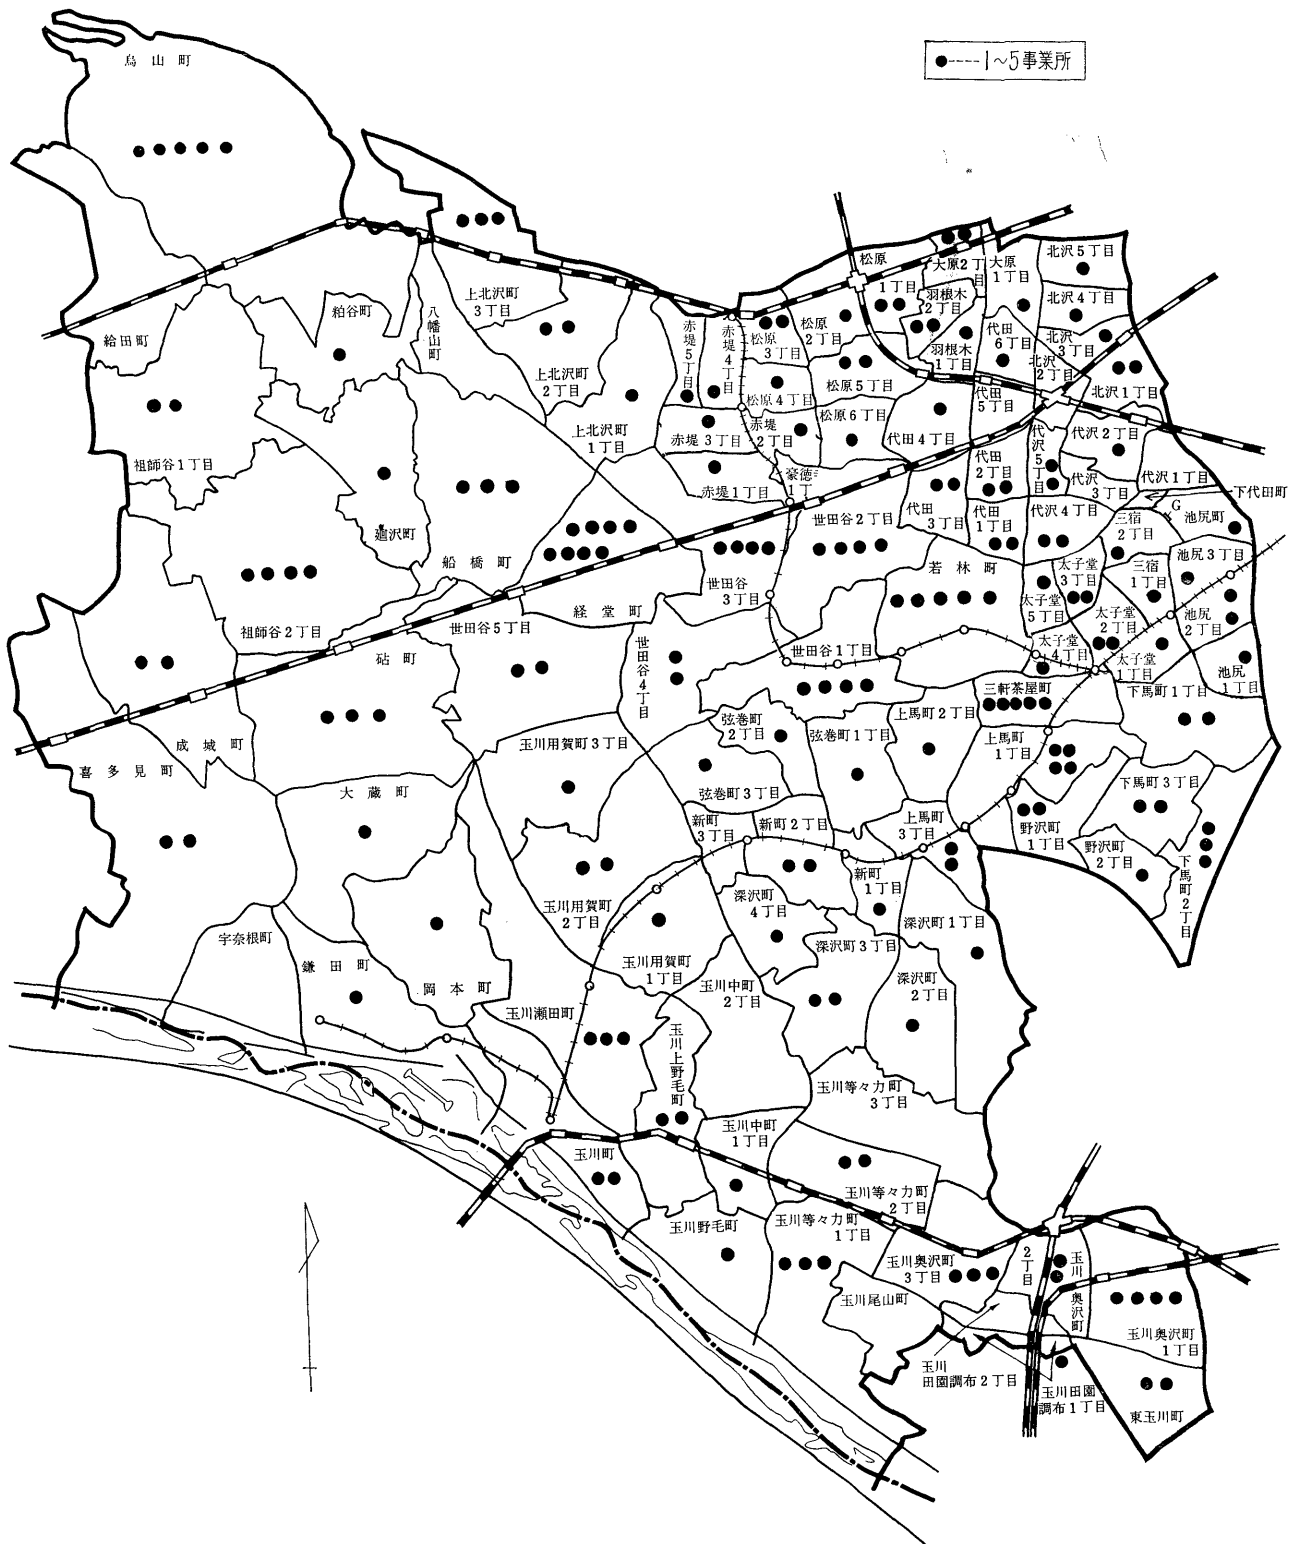 烏山町
●----1~5事業所
松原
1丁目
大原2丁目
大原
1丁目
北沢5丁目
上北沢町
3丁目
粕谷町
八幡山町
給田町
羽根木
2丁目
北沢4丁目
赤堤5丁目
赤堤4丁目
松原
3丁目
松原
2丁目
羽根木
1丁目
代田
6丁目
北沢
3丁目
北沢
2丁目
上北沢町
2丁目
松原5丁目
北沢1丁目
松原4丁目
代田
5丁目
上北沢町
1丁目
赤堤3丁目
赤堤
2丁目
松原6丁目
代田4丁目
代沢5丁目
代沢2丁目
祖師谷1丁目
赤堤1丁目
代田
2丁目
代沢
3丁目
代沢1丁目
下代田町
廻沢町
船橋町
世田谷2丁目
代田
3丁目
代田
1丁目
代沢4丁目
三宿
2丁目
G
池尻町
世田谷
3丁目
若林町
太子堂
3丁目
三宿
1丁目
池尻3丁目
祖師谷2丁目
世田谷5丁目
経堂町
太子堂
5丁目
太子堂
2丁目
池尻
2丁目
砧町
世田谷4丁目
世田谷1丁目
太子堂
4丁目
太子堂
1丁目
池尻
1丁目
三軒茶屋町
下馬町1丁目
成城町
玉川用賀町3丁目
弦巻町
2丁目
弦巻町1丁目
上馬町2丁目
上馬町
1丁目
喜多見町
大蔵町
弦巻町3丁目
下馬町3丁目
新町
3丁目
新町2丁目
上馬町
3丁目
野沢町
1丁目
野沢町
2丁目
下馬町2丁目
玉川用賀町
2丁目
深沢町
4丁目
新町
1丁目
深沢町1丁目
宇奈根町
鎌田町
岡本町
玉川用賀町
1丁目
深沢町3丁目
深沢町
2丁目
玉川瀬田町
玉川中町
2丁目
玉川上野毛町
玉川等々力町
3丁目
玉川中町
1丁目
玉川町
玉川等々力町
2丁目
玉川野毛町
玉川等々力町
1丁目
玉川奥沢町
3丁目
2丁目
玉川奥沢町
玉川尾山町
玉川奥沢町
1丁目
玉川
田園調布2丁目
玉川田園
調布1丁目
東玉川町